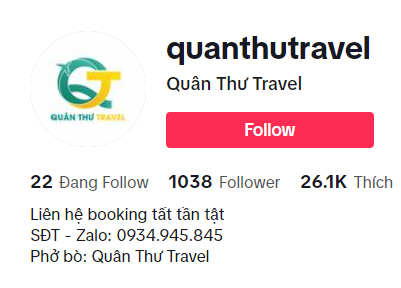 quanthutravel
QUÂN THƯ TRAVEL
Quân Thư Travel
Follow
22 Đang Follow 1038 Follower 26.1K Thích
Liên hệ booking tất tần tật
SĐT - Zalo: 0934.945.845
Phở bò: Quân Thư Travel